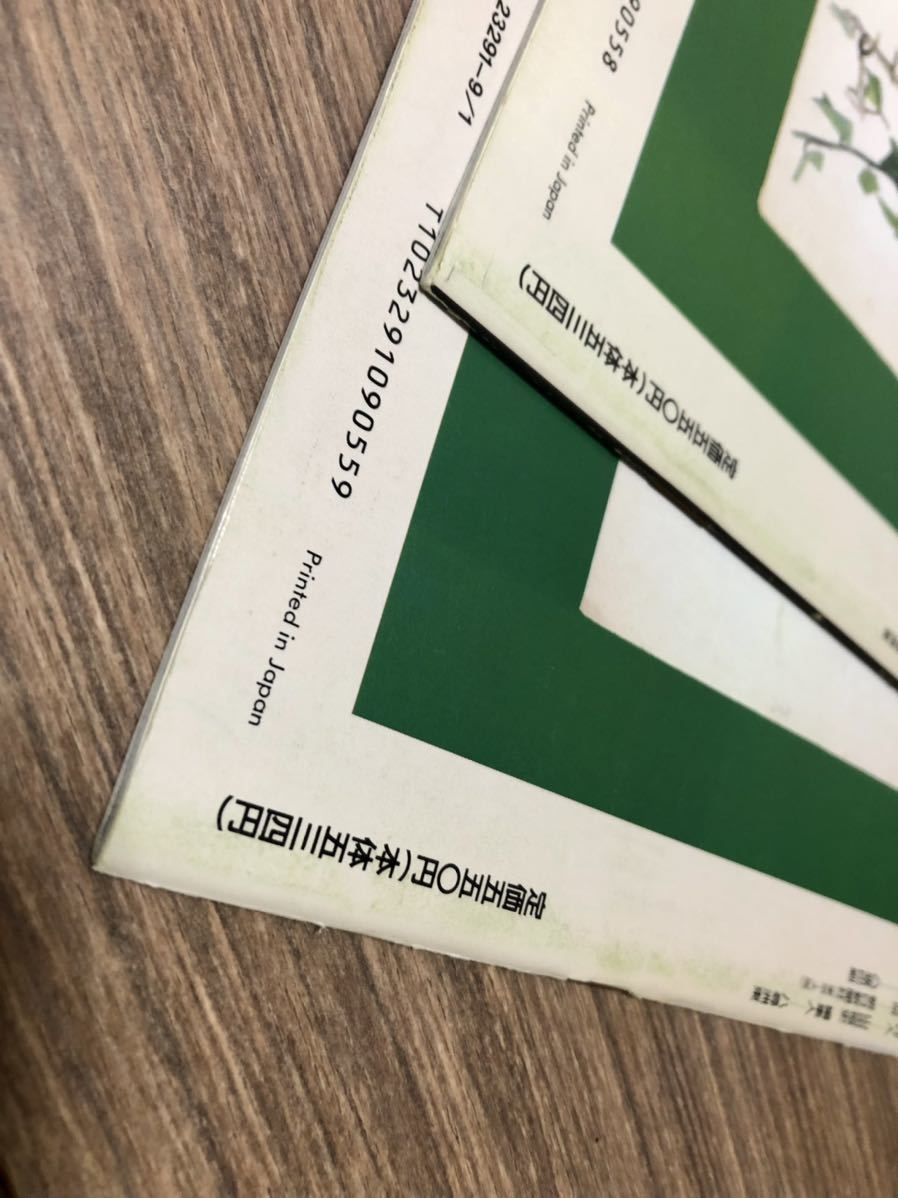 23291-9/1
T1023291090559
Printed in Japan
定価五五〇円(本体五三四円)
90558
Printed in Japan
定価五五〇円(本体五三四円)